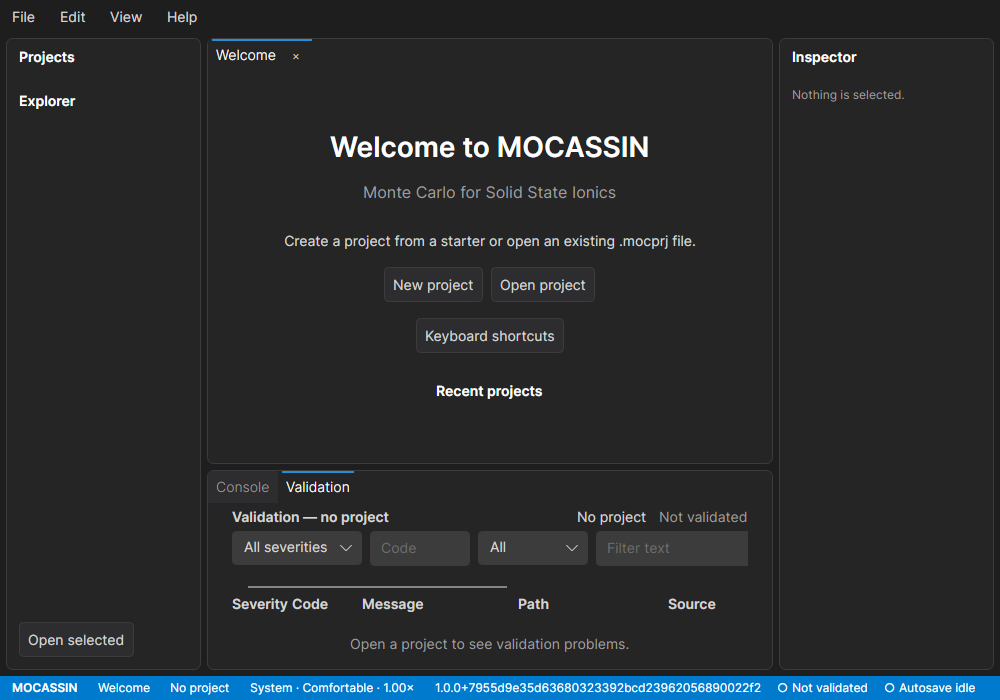 File Edit View Help
Projects
Explorer
Open selected
Welcome ×
Welcome to MOCASSIN
Monte Carlo for Solid State Ionics
Create a project from a starter or open an existing .mocprj file.
New project Open project
Keyboard shortcuts
Recent projects
Console Validation
Validation — no project No project Not validated
All severities Code All Filter text
Severity Code Message Path Source
Open a project to see validation problems.
Inspector
Nothing is selected.
MOCASSIN Welcome No project System · Comfortable · 1.00× 1.0.0+7955d9e35d63680323392bcd23962056890022f2 Not validated Autosave idle